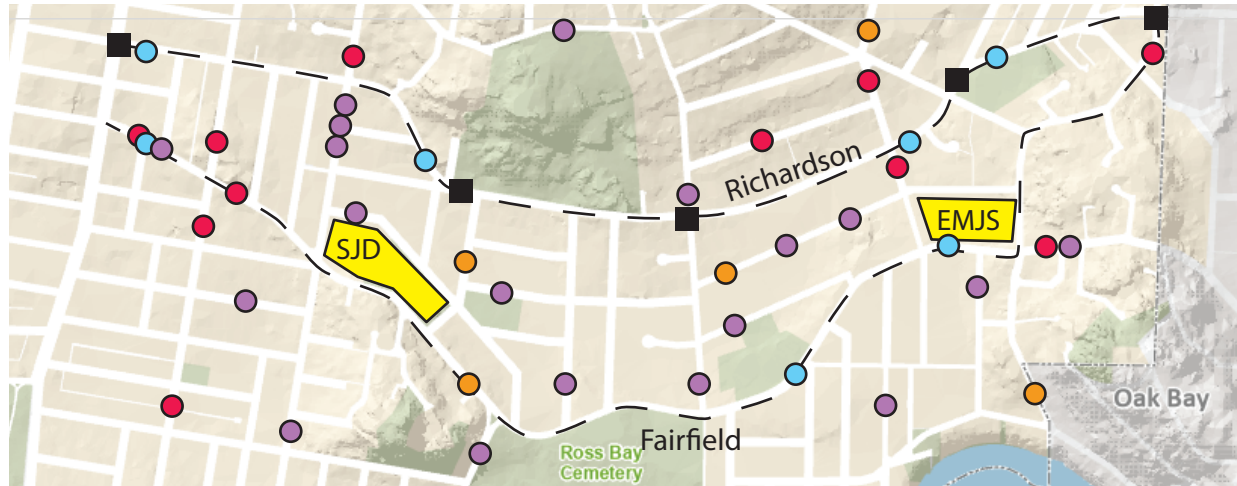 Richardson
EMJS
SJD
Oak Bay
Fairfield
Ross Bay
Cemetery